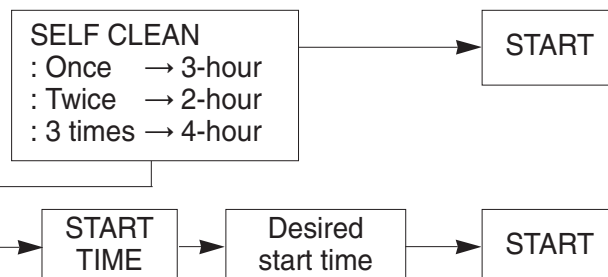 SELF CLEAN
: Once → 3-hour
: Twice → 2-hour
: 3 times → 4-hour
START
START
TIME
Desired
start time
START